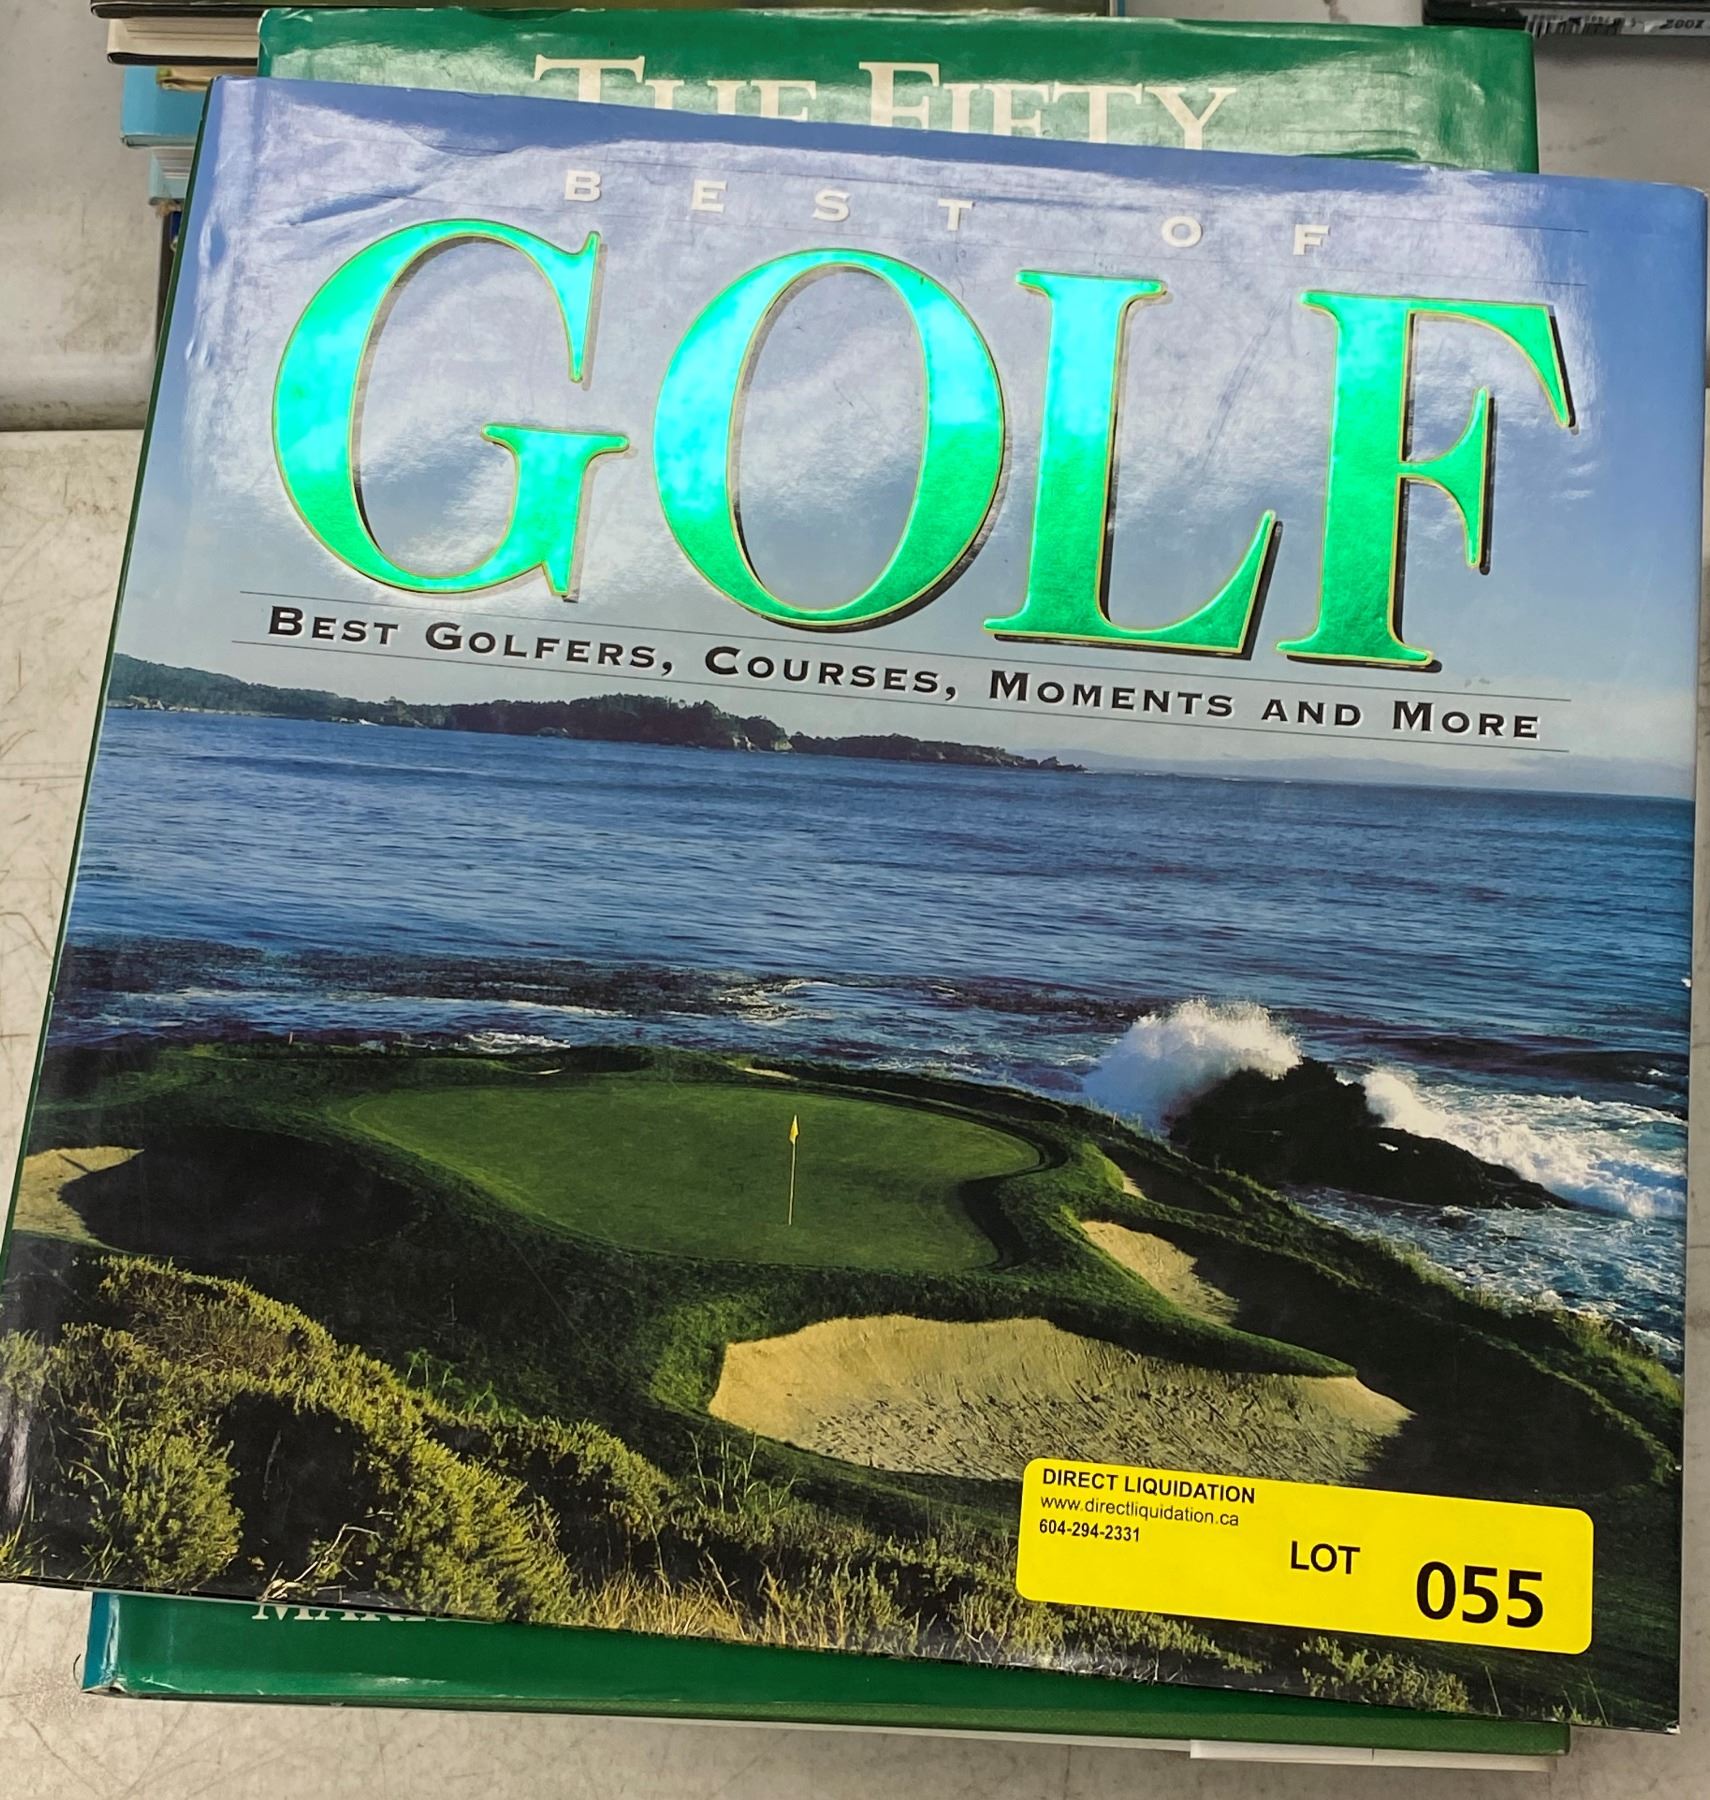 THE FIFTY
BEST OF
GOLF
BEST GOLFERS, COURSES, MOMENTS AND MORE
DIRECT LIQUIDATION
www.directliquidation.ca
604-294-2331
LOT 055